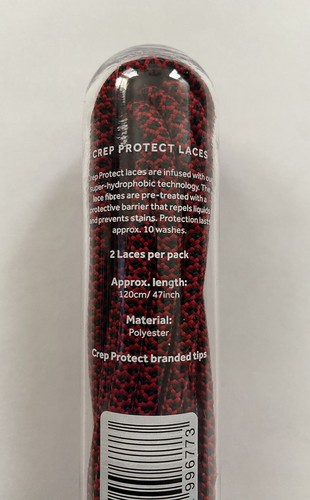 CREP PROTECT LACES
Crep Protect laces are infused with our
super-hydrophobic technology. The
lace fibres are pre-treated with a
protective barrier that repels liquids
and prevents stains. Protection lasts
approx. 10 washes.
2 Laces per pack
Approx. length:
120cm/ 47inch
Material:
Polyester
Crep Protect branded tips
996773